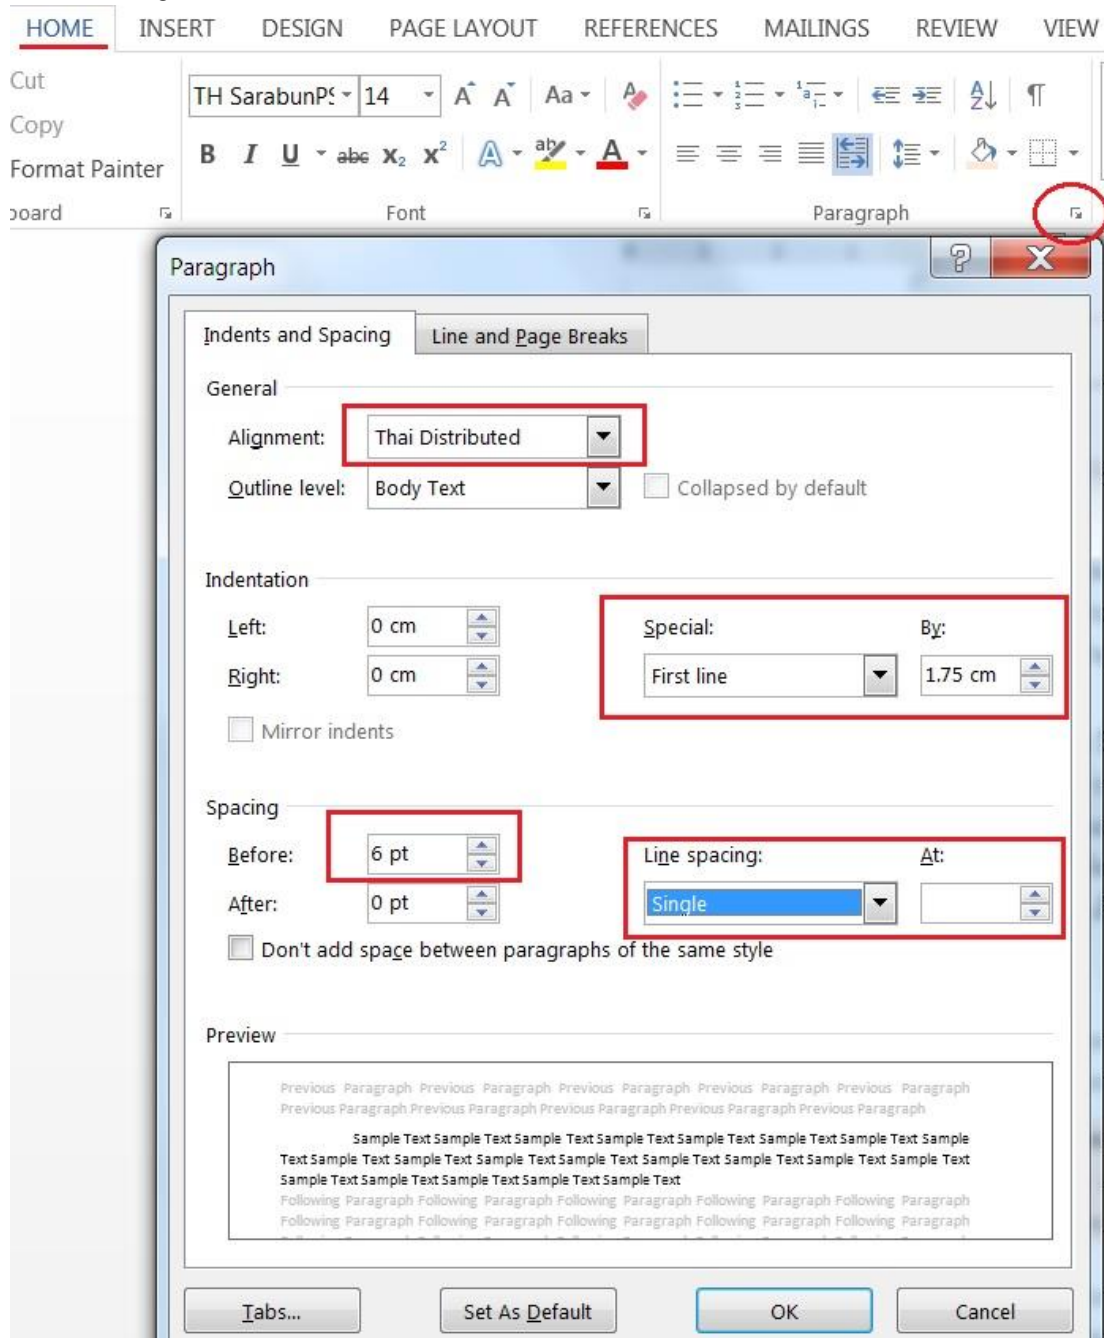 HOME INSERT DESIGN PAGE LAYOUT REFERENCES MAILINGS REVIEW VIEW
Cut
TH SarabunPS 14 Aa
Copy
Format Painter B I U abc X₂ X² A aby A
Font Paragraph
Paragraph
Indents and Spacing Line and Page Breaks
General
Alignment: Thai Distributed
Outline level: Body Text Collapsed by default
Indentation
Left: 0 cm Special: By:
Right: 0 cm First line 1.75 cm
Mirror indents
Spacing
Before: 6 pt Line spacing: At:
After: 0 pt Single
Don't add space between paragraphs of the same style
Preview
Previous Paragraph Previous Paragraph Previous Paragraph Previous Paragraph Previous Paragraph
Previous Paragraph Previous Paragraph Previous Paragraph Previous Paragraph Previous Paragraph
Sample Text Sample Text Sample Text Sample Text Sample Text Sample Text Sample Text Sample
Text Sample Text Sample Text Sample Text Sample Text Sample Text Sample Text Sample Text Sample Text
Sample Text Sample Text Sample Text Sample Text Sample Text
Following Paragraph Following Paragraph Following Paragraph Following Paragraph Following Paragraph
Following Paragraph Following Paragraph Following Paragraph Following Paragraph Following Paragraph
Tabs... Set As Default OK Cancel